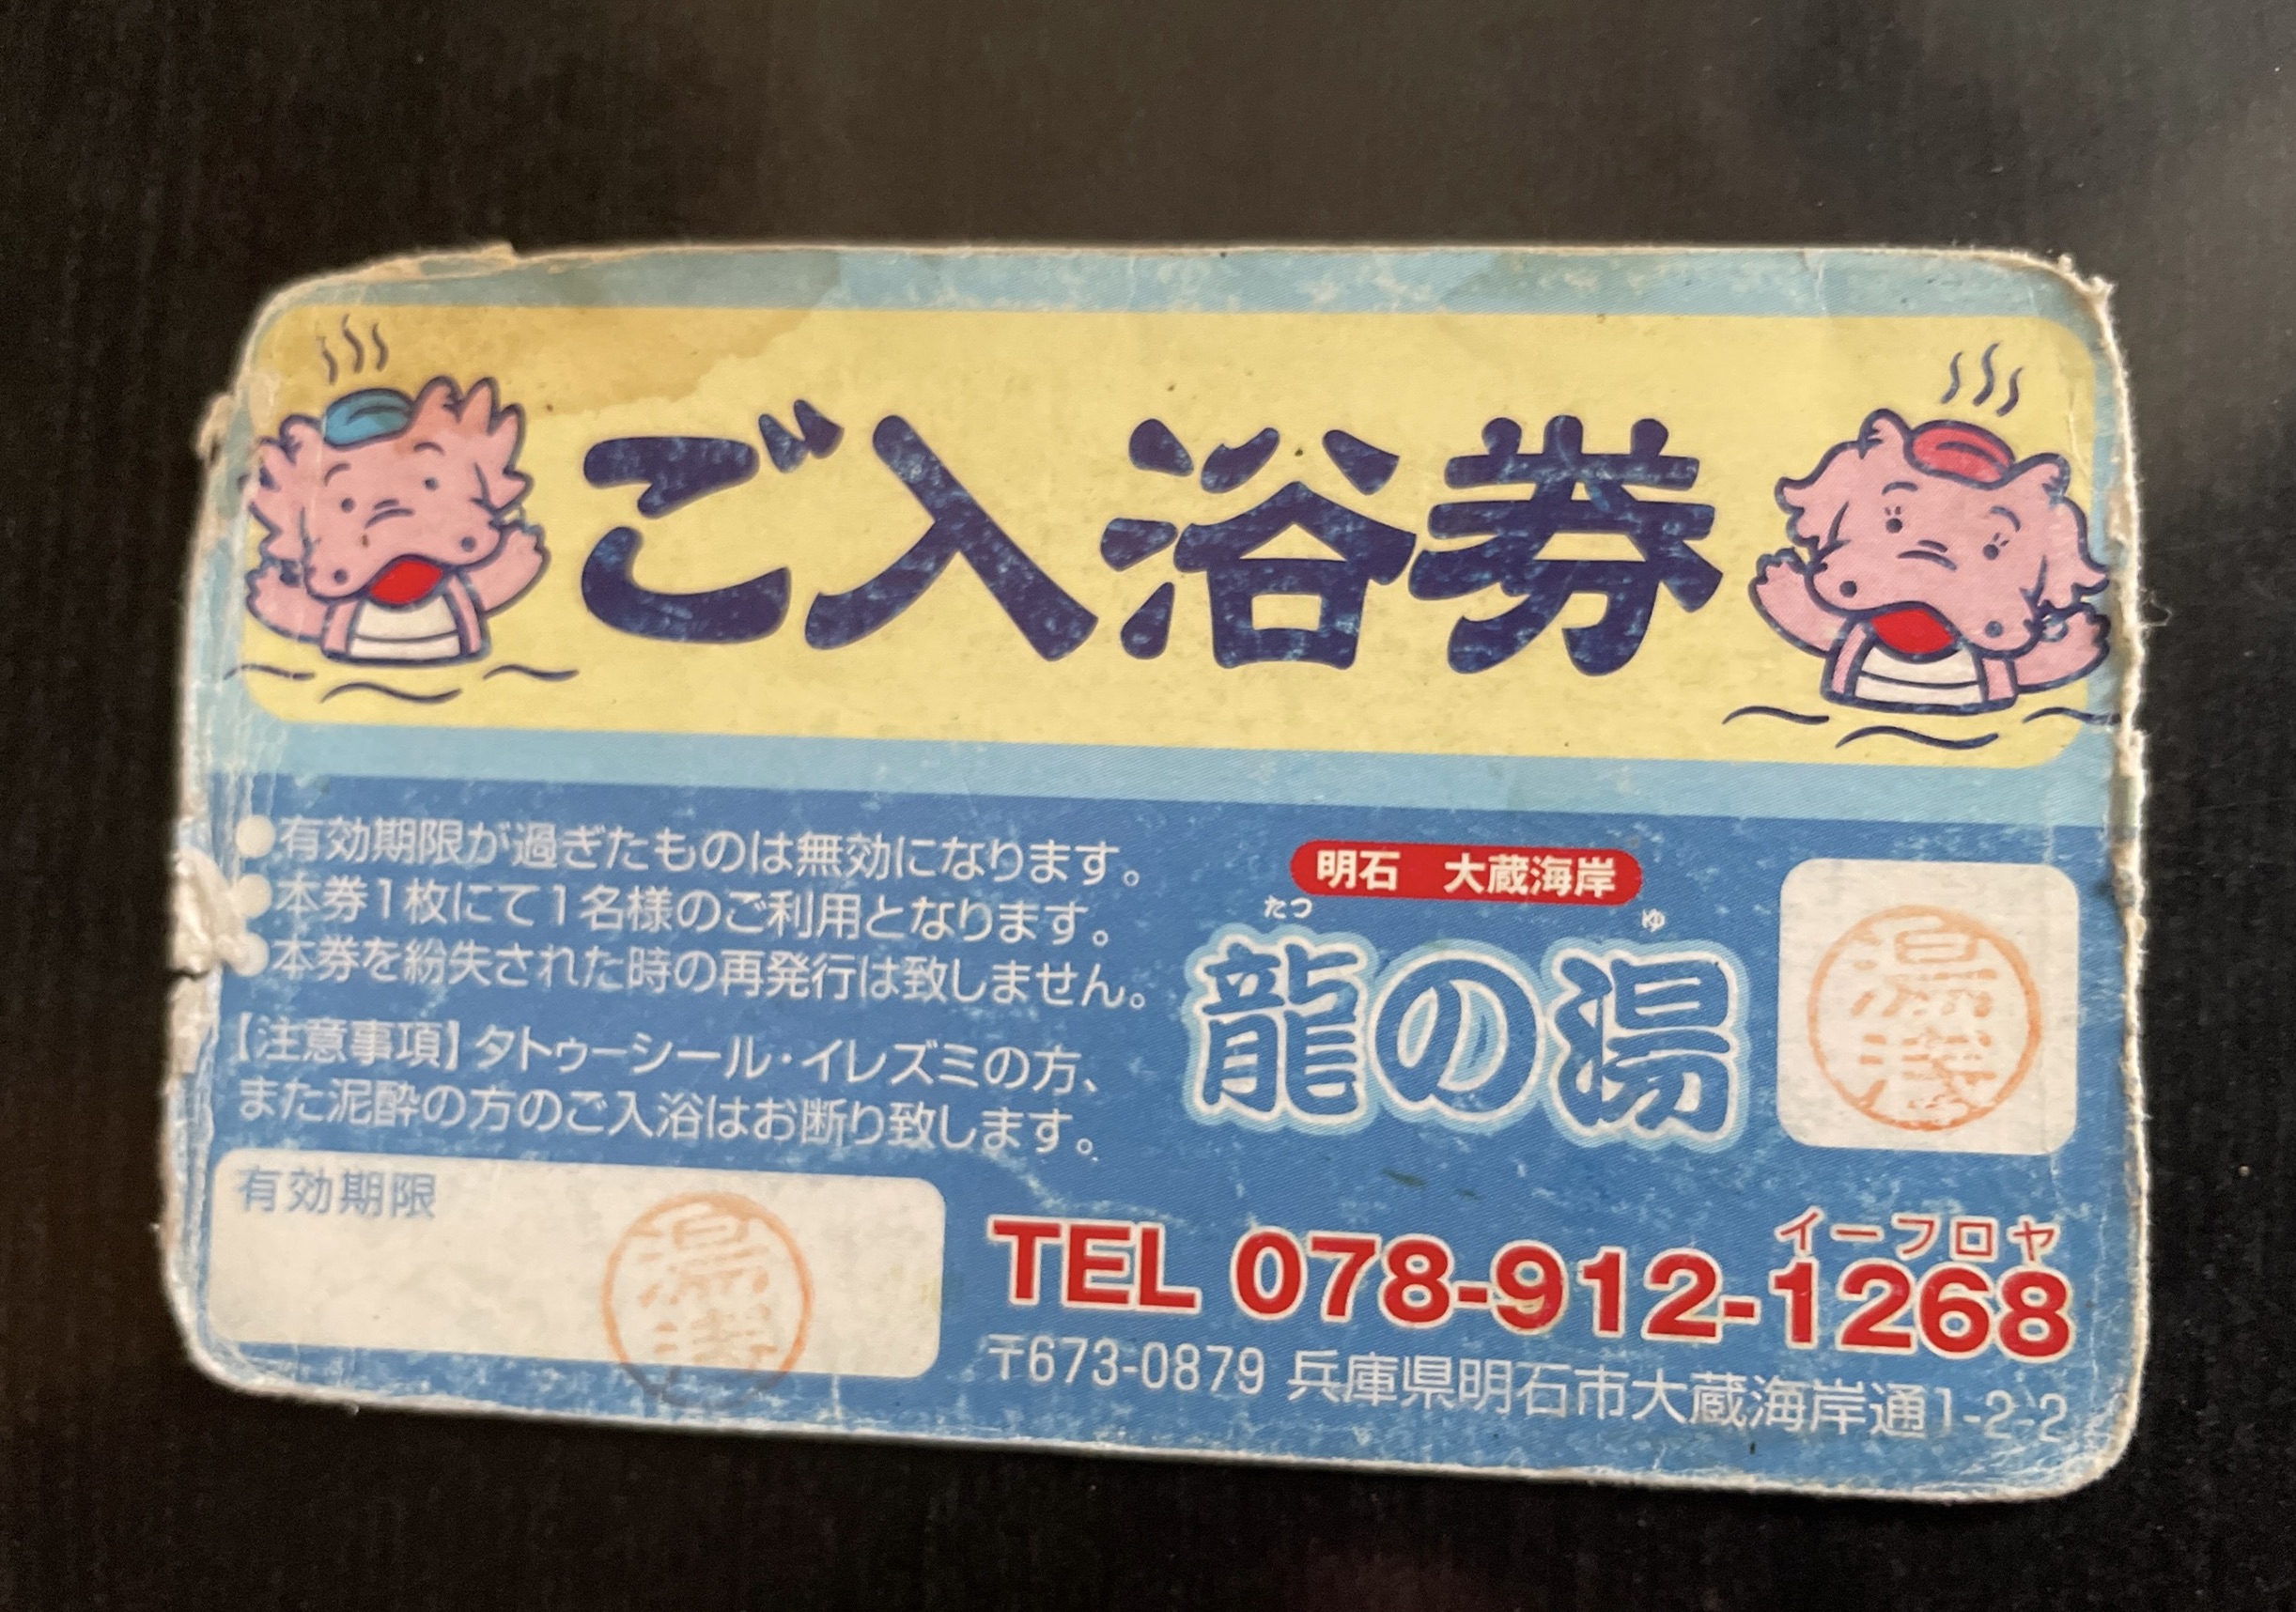 ご入浴券
●有効期限が過ぎたものは無効になります。
●本券1枚にて1名様のご利用となります。
●本券を紛失された時の再発行は致しません。
【注意事項】タトゥーシール・イレズミの方、
また泥酔の方のご入浴はお断り致します。
有効期限
明石 大蔵海岸
たつ ゆ
龍の湯
イーフロヤ
TEL 078-912-1268
〒673-0879 兵庫県明石市大蔵海岸通1-2-2